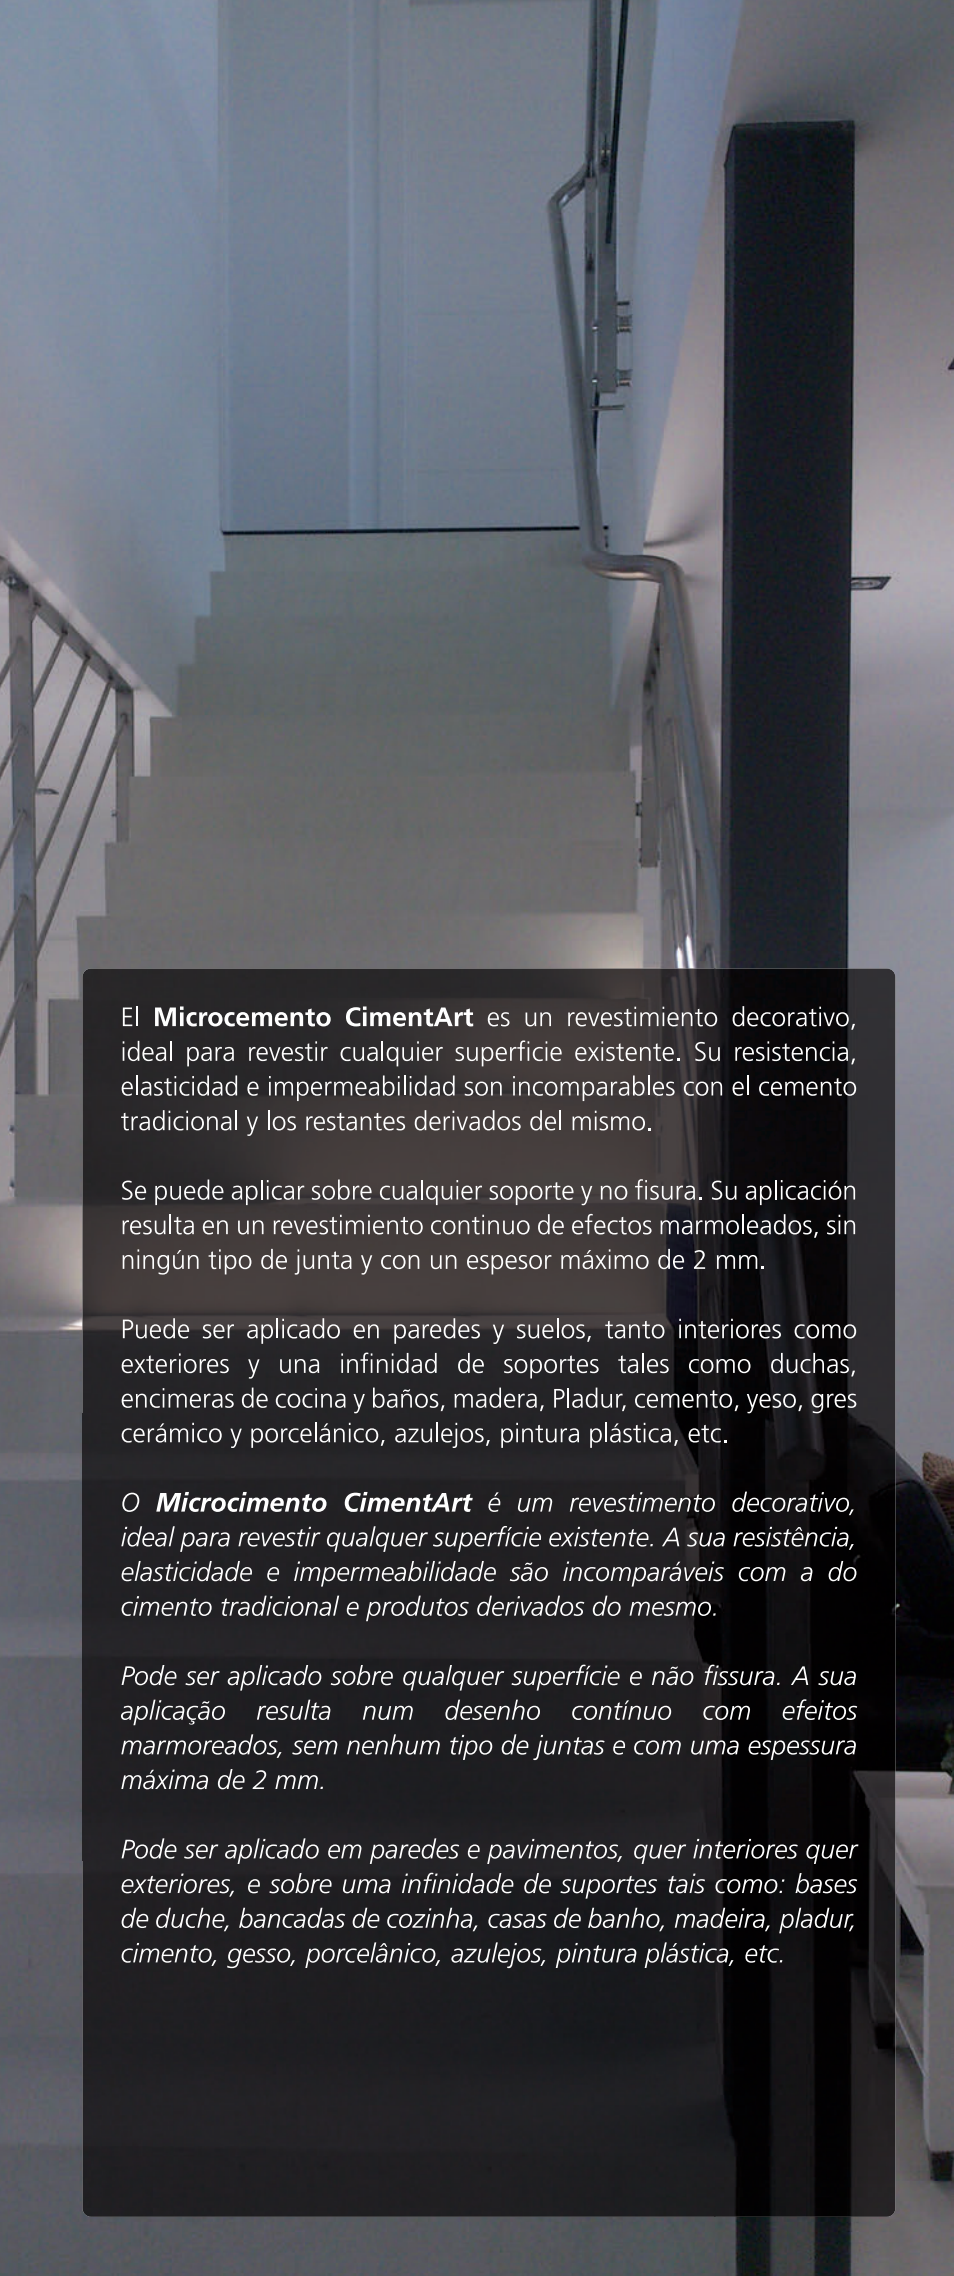 El Microcemento CimentArt es un revestimiento decorativo,
ideal para revestir cualquier superficie existente. Su resistencia,
elasticidad e impermeabilidad son incomparables con el cemento
tradicional y los restantes derivados del mismo.
Se puede aplicar sobre cualquier soporte y no fisura. Su aplicación
resulta en un revestimiento continuo de efectos marmoleados, sin
ningún tipo de junta y con un espesor máximo de 2 mm.
Puede ser aplicado en paredes y suelos, tanto interiores como
exteriores y una infinidad de soportes tales como duchas,
encimeras de cocina y baños, madera, Pladur, cemento, yeso, gres
cerámico y porcelánico, azulejos, pintura plástica, etc.
O Microcimento CimentArt é um revestimento decorativo,
ideal para revestir qualquer superfície existente. A sua resistência,
elasticidade e impermeabilidade são incomparáveis com a do
cimento tradicional e produtos derivados do mesmo.
Pode ser aplicado sobre qualquer superfície e não fissura. A sua
aplicação resulta num desenho contínuo com efeitos
marmoreados, sem nenhum tipo de juntas e com uma espessura
máxima de 2 mm.
Pode ser aplicado em paredes e pavimentos, quer interiores quer
exteriores, e sobre uma infinidade de suportes tais como: bases
de duche, bancadas de cozinha, casas de banho, madeira, pladur,
cimento, gesso, porcelânico, azulejos, pintura plástica, etc.